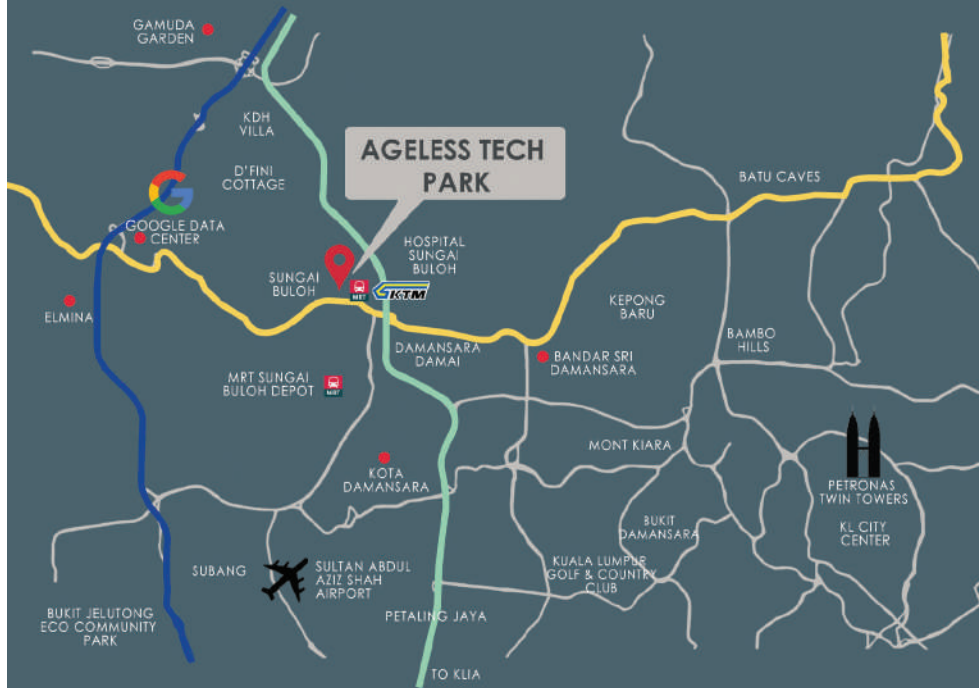 GAMUDA
GARDEN
KDH
VILLA
AGELESS TECH
PARK
D'FINI
COTTAGE
BATU CAVES
GOOGLE DATA
CENTER
HOSPITAL
SUNGAI
BULOH
SUNGAI
BULOH
MRT
KTM
KEPONG
BARU
ELMINA
BAMBO
HILLS
DAMANSARA
DAMAI
BANDAR SRI
DAMANSARA
MRT SUNGAI
BULOH DEPOT
MRT
MONT KIARA
KOTA
DAMANSARA
PETRONAS
TWIN TOWERS
BUKIT
DAMANSARA
KL CITY
CENTER
SUBANG
SULTAN ABDUL
AZIZ SHAH
AIRPORT
KUALA LUMPUR
GOLF & COUNTRY
CLUB
BUKIT JELUTONG
ECO COMMUNITY
PARK
PETALING JAYA
TO KLIA